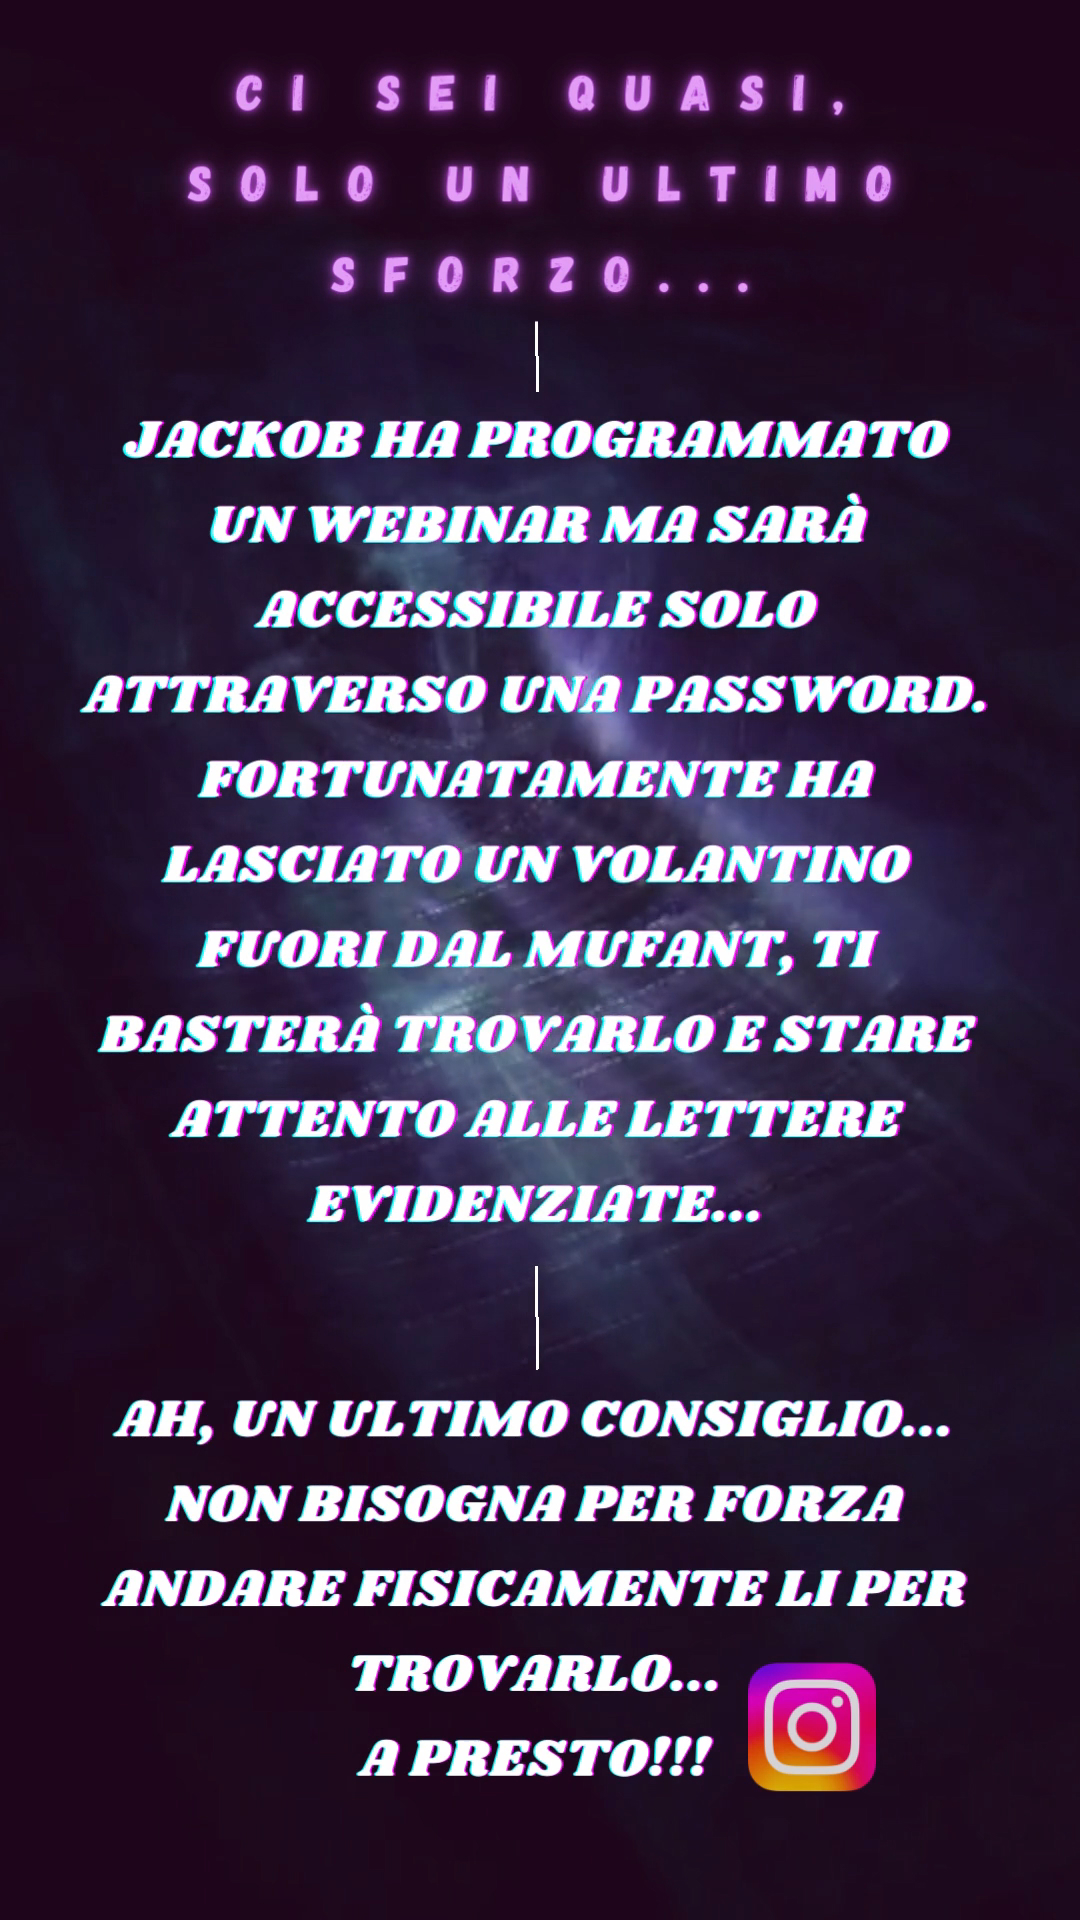 CI SEI QUASI,
SOLO UN ULTIMO
SFORZO...
JACKOB HA PROGRAMMATO
UN WEBINAR MA SARÀ
ACCESSIBILE SOLO
ATTRAVERSO UNA PASSWORD.
FORTUNATAMENTE HA
LASCIATO UN VOLANTINO
FUORI DAL MUFANT, TI
BASTERÀ TROVARLO E STARE
ATTENTO ALLE LETTERE
EVIDENZIATE...
AH, UN ULTIMO CONSIGLIO...
NON BISOGNA PER FORZA
ANDARE FISICAMENTE LI PER
TROVARLO...
A PRESTO!!!